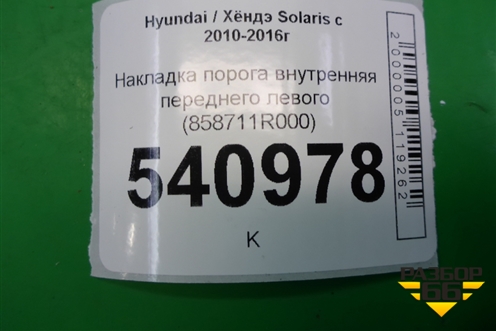 Hyundai / Хёндэ Solaris с
2010-2016г
Накладка порога внутренняя
переднего левого
(858711R000)
540978
К
2000005119262
РАЗБОР
66